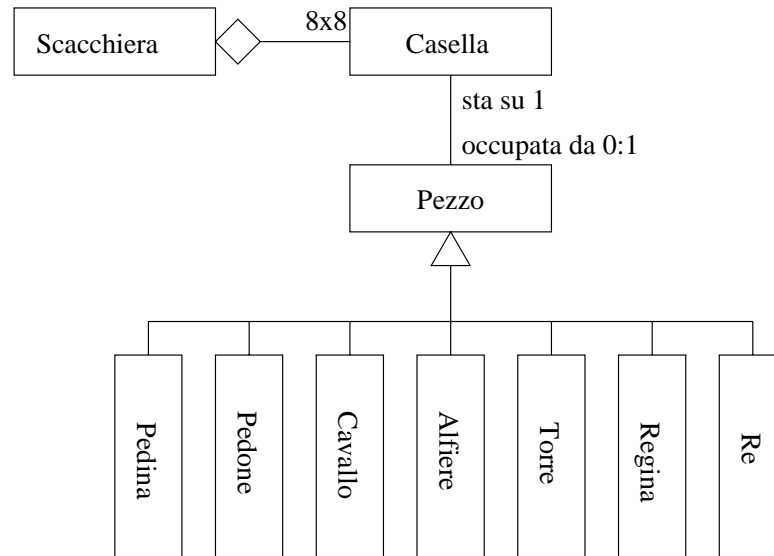 Scacchiera
8x8
Casella
sta su 1
occupata da 0:1
Pezzo
Pedina
Pedone
Cavallo
Alfiere
Torre
Regina
Re